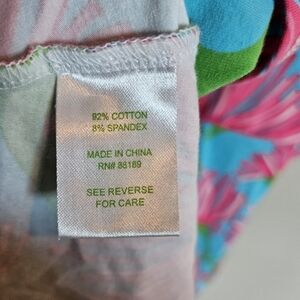 92% COTTON
8% SPANDEX
MADE IN CHINA
RN# 88189
SEE REVERSE
FOR CARE